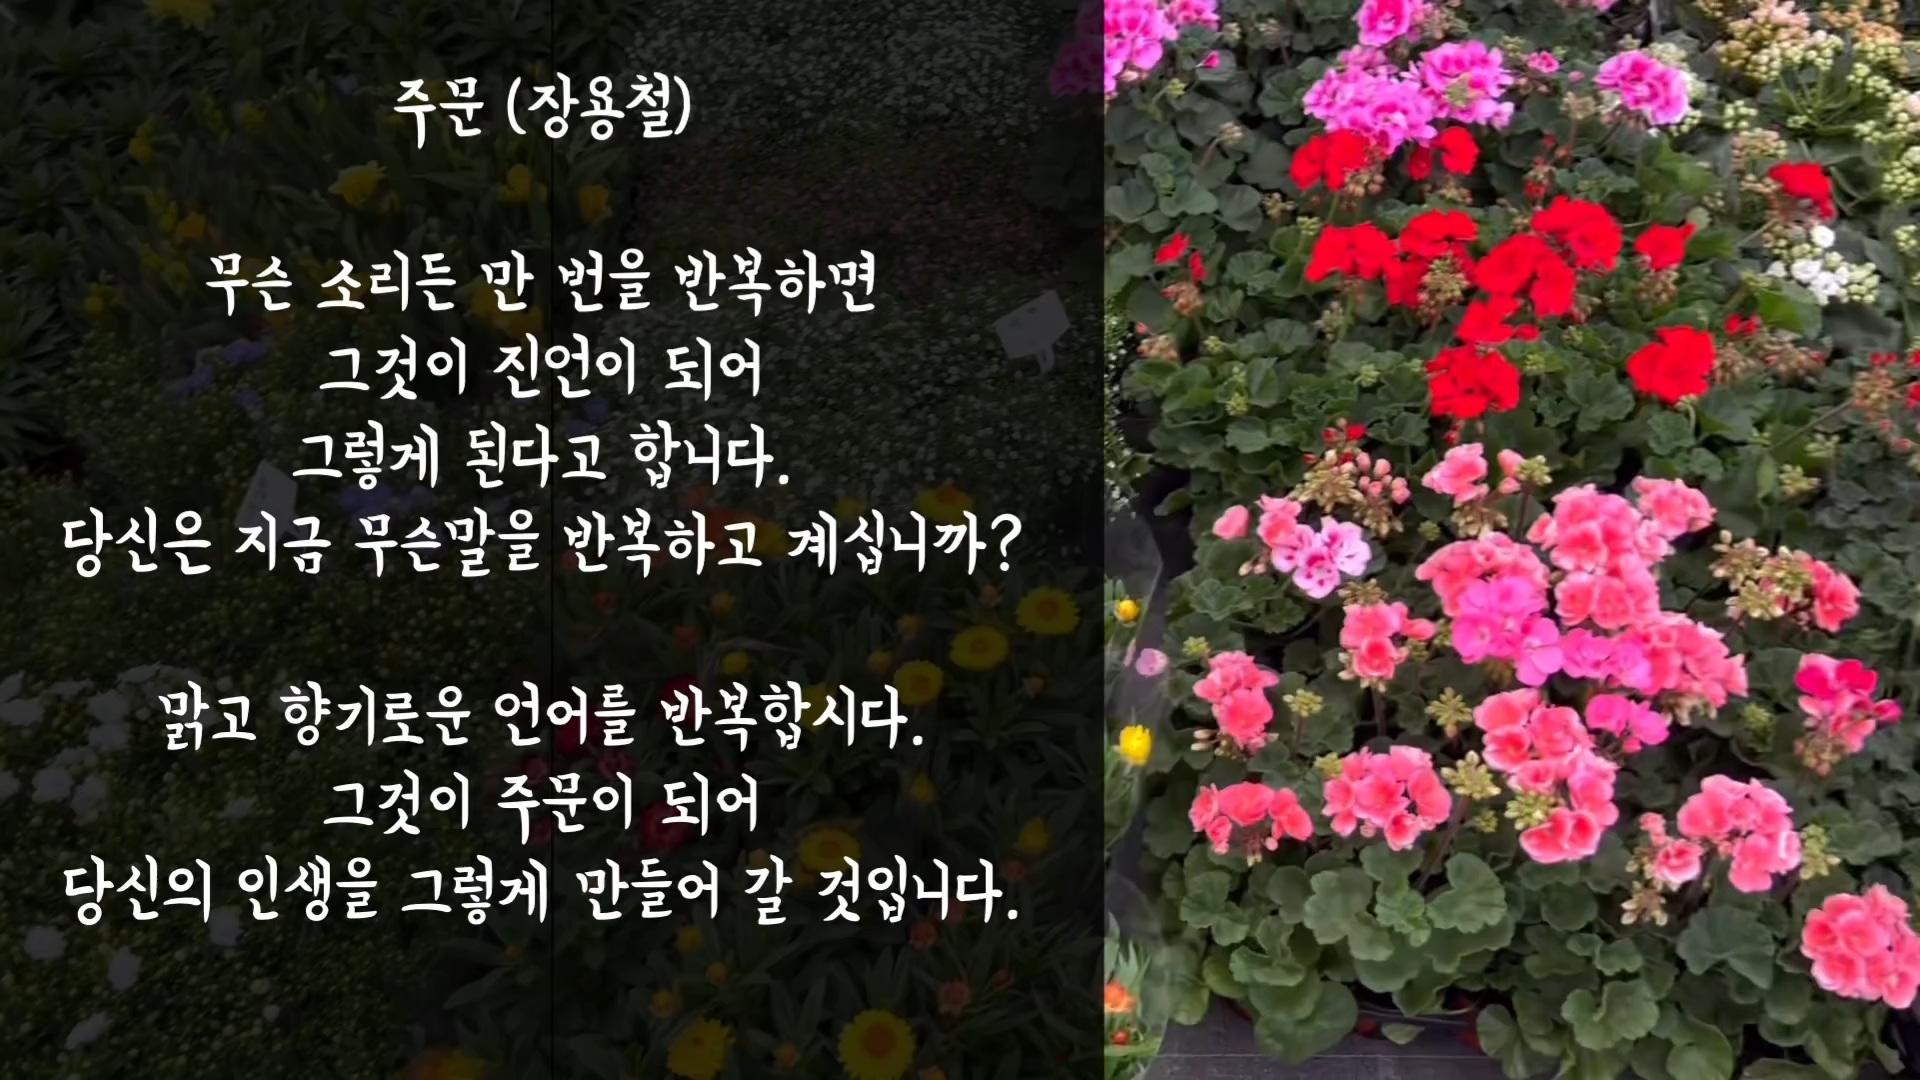 주문 (장용철)
무슨 소리든 만 번을 반복하면
그것이 진언이 되어
그렇게 된다고 합니다.
당신은 지금 무슨말을 반복하고 계십니까?
맑고 향기로운 언어를 반복합시다.
그것이 주문이 되어
당신의 인생을 그렇게 만들어 갈 것입니다.